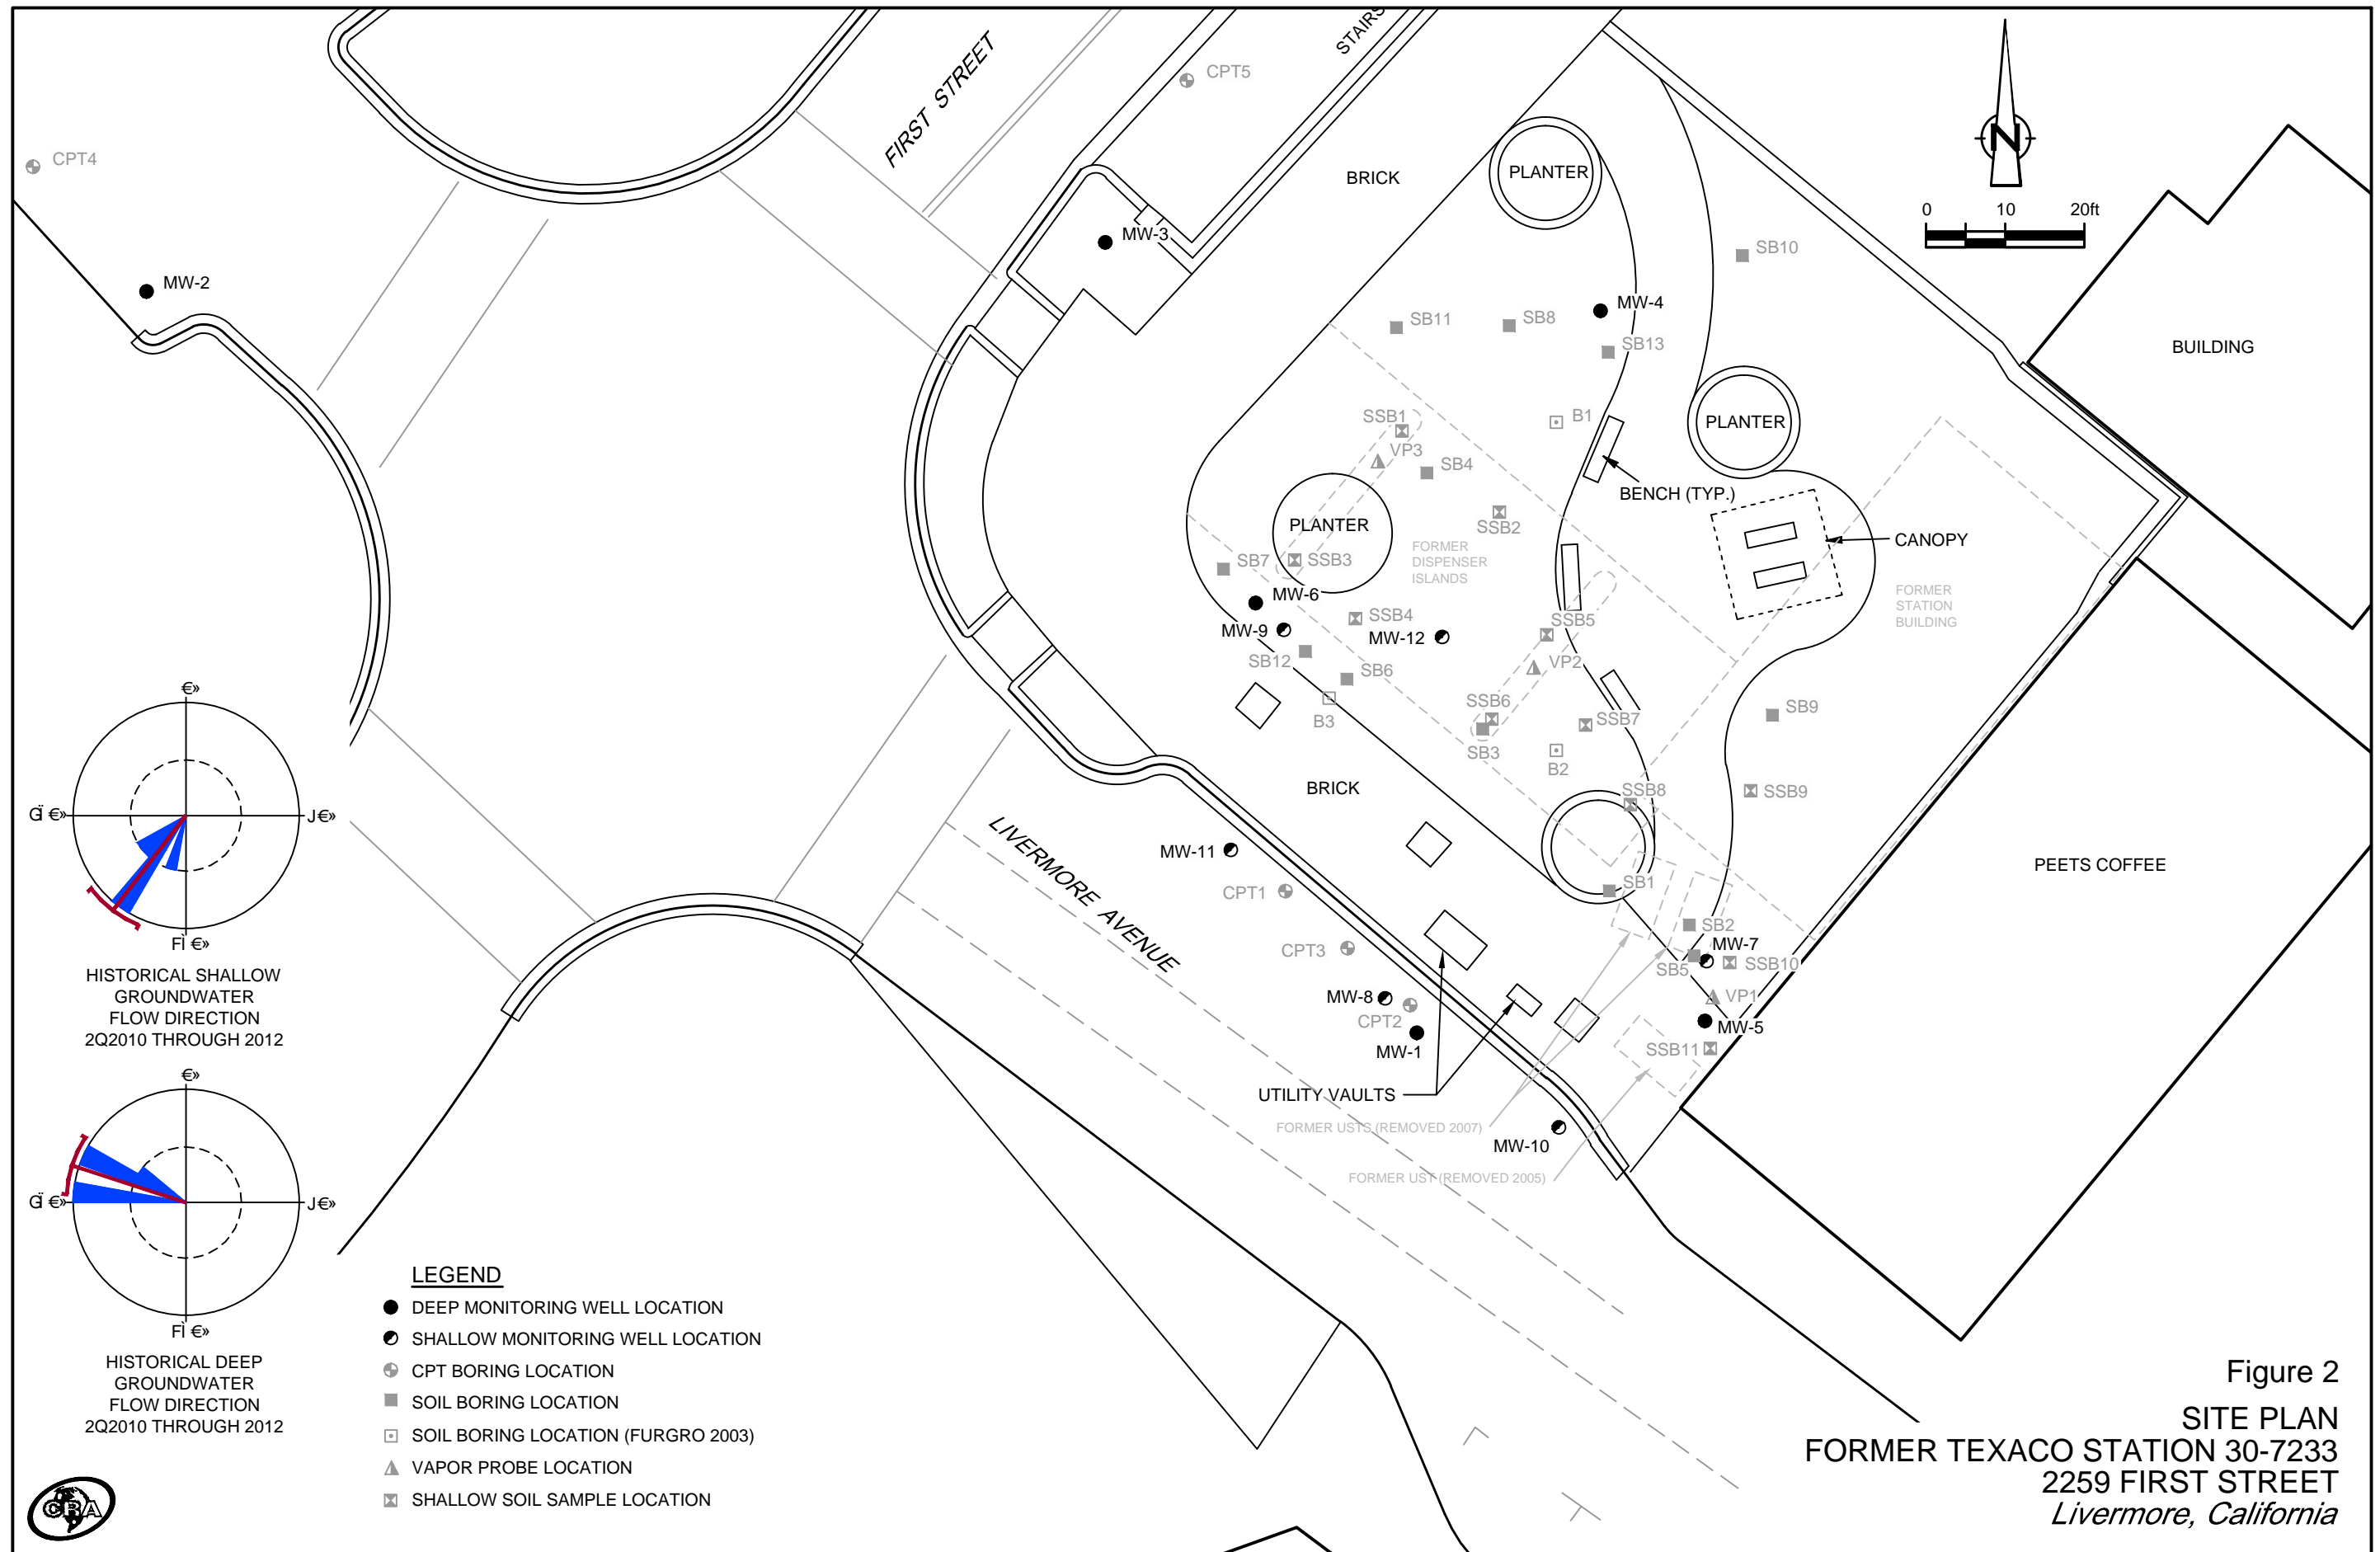 STAIRS
FIRST STREET
CPT5
CPT4
MW-3
MW-2
BRICK
PLANTER
N
0 10 20ft
SB10
MW-4
SB11
SB8
SB13
BUILDING
SSB1
B1
VP3
SB4
PLANTER
BENCH (TYP.)
PLANTER
SSB2
SSB3
SB7
FORMER
DISPENSER
ISLANDS
CANOPY
FORMER
STATION
BUILDING
MW-6
MW-9
SSB4
MW-12
SSB5
SB12
SB6
VP2
B3
SSB6
SSB7
SB3
B2
SB9
BRICK
SSB8
SSB9
LIVERMORE AVENUE
MW-11
CPT1
SB1
PEETS COFFEE
CPT3
SB2
MW-7
SB5
SSB10
MW-8
CPT2
VP1
MW-1
MW-5
SSB11
UTILITY VAULTS
FORMER USTS (REMOVED 2007)
MW-10
FORMER UST (REMOVED 2005)
€»
J€»
HISTORICAL SHALLOW
GROUNDWATER
FLOW DIRECTION
2Q2010 THROUGH 2012
€»
J€»
HISTORICAL DEEP
GROUNDWATER
FLOW DIRECTION
2Q2010 THROUGH 2012
LEGEND
DEEP MONITORING WELL LOCATION
SHALLOW MONITORING WELL LOCATION
CPT BORING LOCATION
SOIL BORING LOCATION
SOIL BORING LOCATION (FURGRO 2003)
VAPOR PROBE LOCATION
SHALLOW SOIL SAMPLE LOCATION
CRA
Figure 2
SITE PLAN
FORMER TEXACO STATION 30-7233
2259 FIRST STREET
Livermore, California